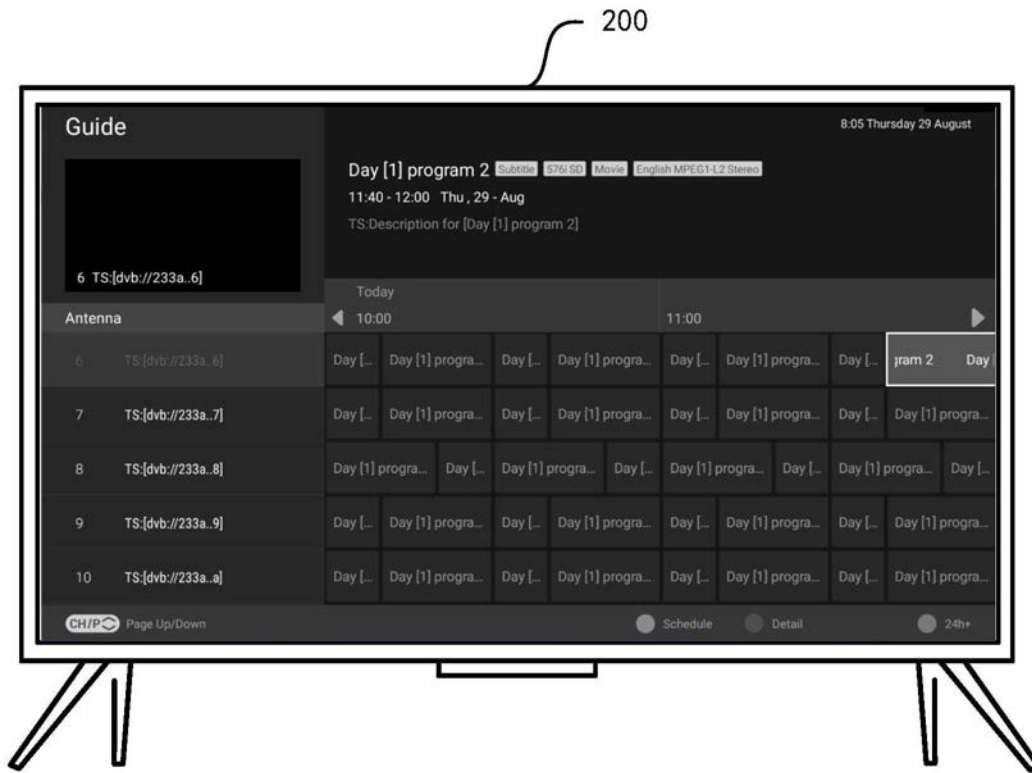 200
Guide
8:05 Thursday 29 August
Day [1] program 2 Subtitle 576i SD Movie English MPEG1-L2 Stereo
11:40 - 12:00 Thu , 29 - Aug
TS:Description for [Day [1] program 2]
6 TS:[dvb://233a..6]
Today
Antenna
10:00 11:00
6 TS:[dvb://233a..6] Day [... Day [1] progra... Day [... Day [1] progra... Day [... Day [1] progra... Day [... gram 2 Day [
7 TS:[dvb://233a..7] Day [... Day [1] progra... Day [... Day [1] progra... Day [... Day [1] progra... Day [... Day [1] progra...
8 TS:[dvb://233a..8] Day [1] progra... Day [... Day [1] progra... Day [... Day [1] progra... Day [... Day [1] progra... Day [...
9 TS:[dvb://233a..9] Day [... Day [1] progra... Day [... Day [1] progra... Day [... Day [1] progra... Day [... Day [1] progra...
10 TS:[dvb://233a..a] Day [... Day [1] progra... Day [... Day [1] progra... Day [... Day [1] progra... Day [... Day [1] progra...
CH/P Page Up/Down Schedule Detail 24h+